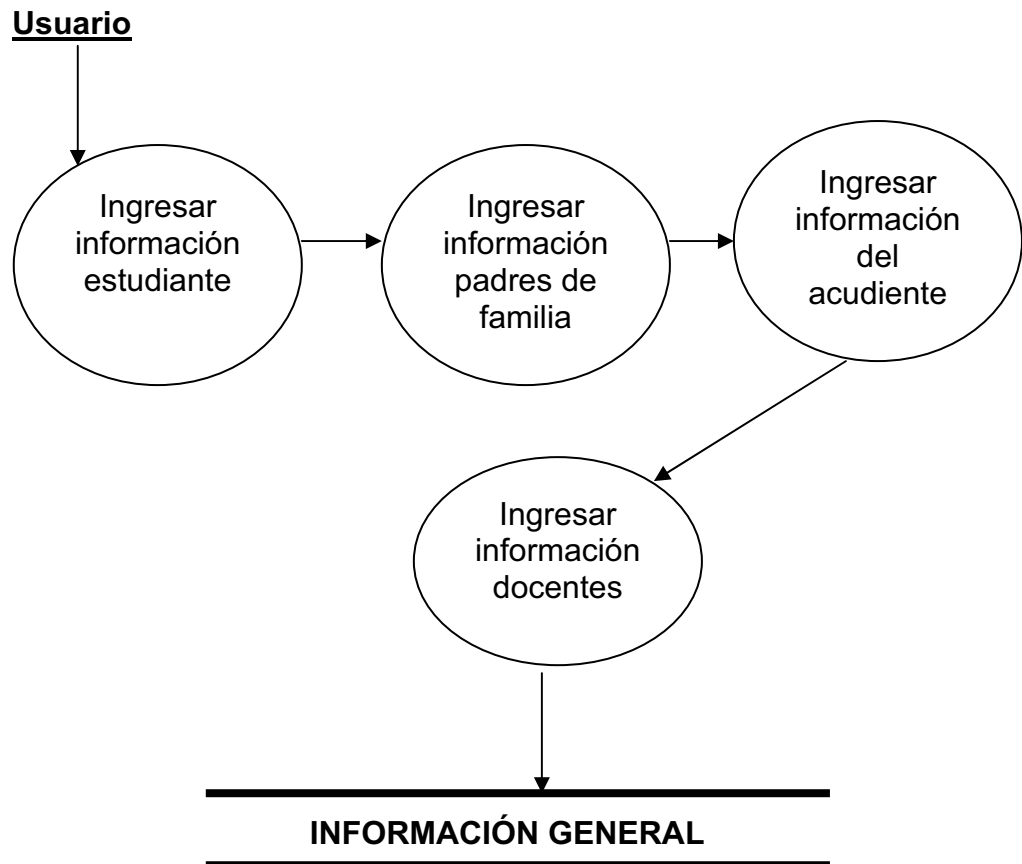 Usuario
Ingresar
información
estudiante
Ingresar
información
padres de
familia
Ingresar
información
del
acudiente
Ingresar
información
docentes
INFORMACIÓN GENERAL